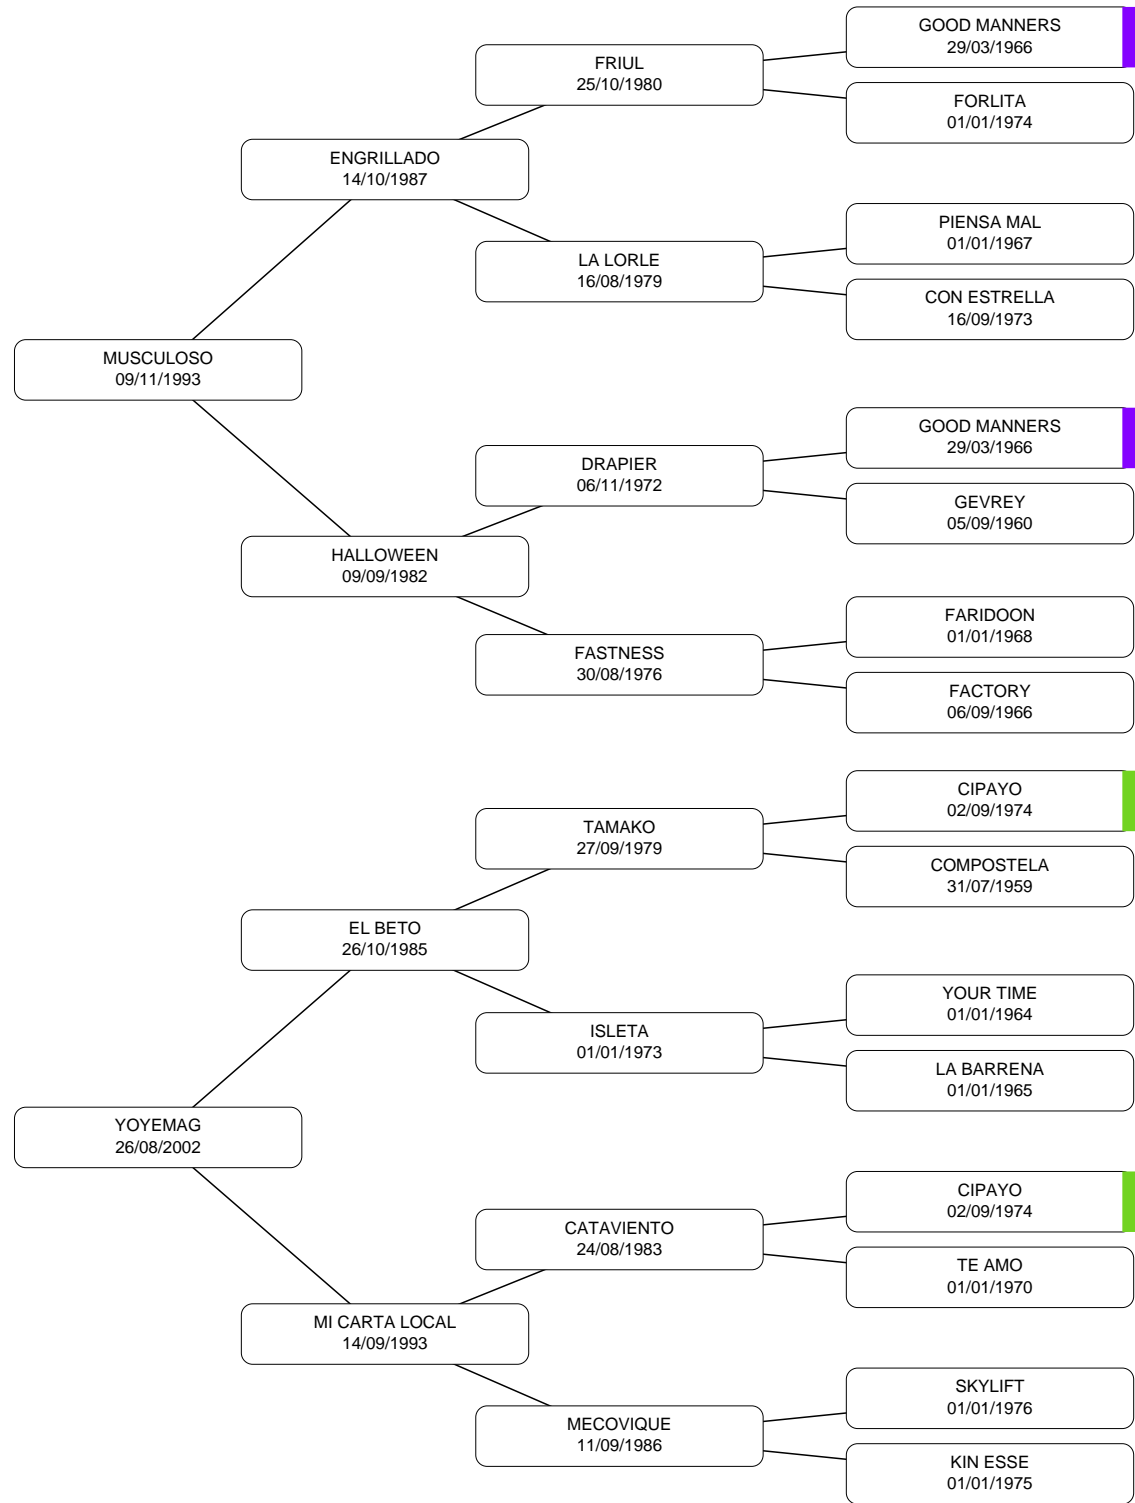 GOOD MANNERS
29/03/1966
FRIUL
25/10/1980
FORLITA
01/01/1974
ENGRILLADO
14/10/1987
PIENSA MAL
01/01/1967
LA LORLE
16/08/1979
CON ESTRELLA
16/09/1973
MUSCULOSO
09/11/1993
GOOD MANNERS
29/03/1966
DRAPIER
06/11/1972
GEVREY
05/09/1960
HALLOWEEN
09/09/1982
FARIDOON
01/01/1968
FASTNESS
30/08/1976
FACTORY
06/09/1966
CIPAYO
02/09/1974
TAMAKO
27/09/1979
COMPOSTELA
31/07/1959
EL BETO
26/10/1985
YOUR TIME
01/01/1964
ISLETA
01/01/1973
LA BARRENA
01/01/1965
YOYEMAG
26/08/2002
CIPAYO
02/09/1974
CATAVIENTO
24/08/1983
TE AMO
01/01/1970
MI CARTA LOCAL
14/09/1993
SKYLIFT
01/01/1976
MECOVIQUE
11/09/1986
KIN ESSE
01/01/1975